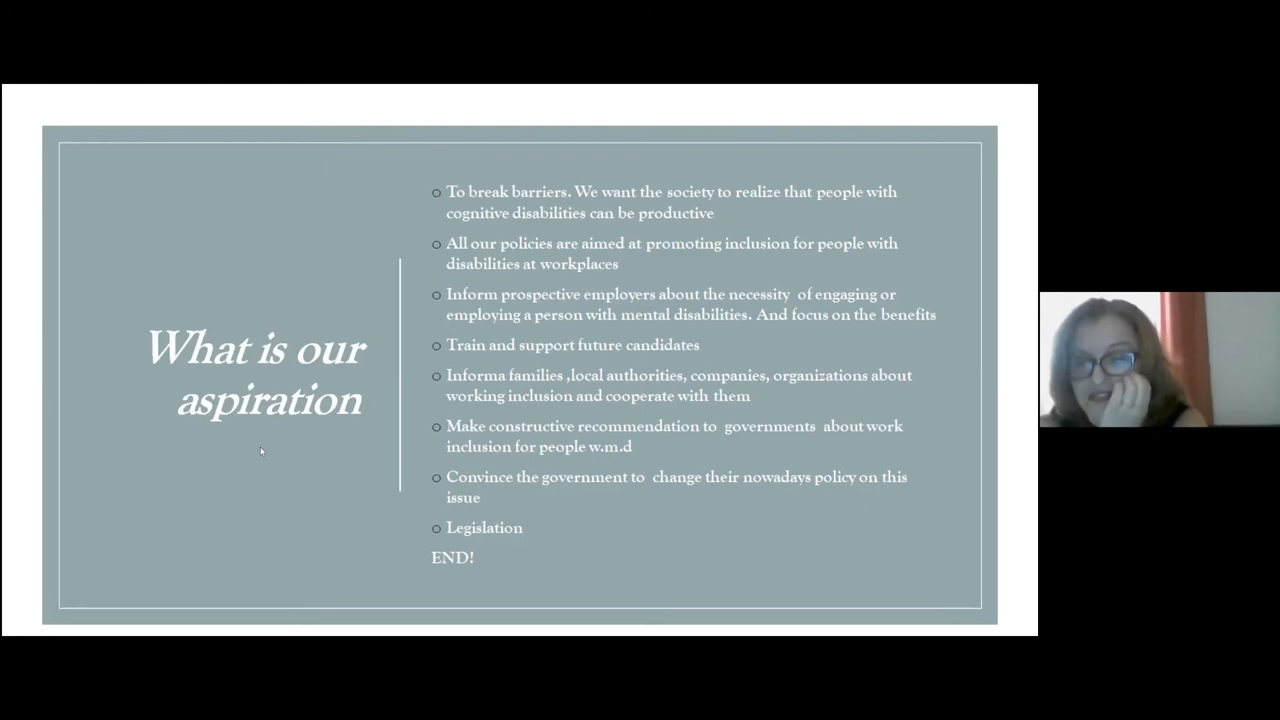 What is our
aspiration
o To break barriers. We want the society to realize that people with
cognitive disabilities can be productive
o All our policies are aimed at promoting inclusion for people with
disabilities at workplaces
o Inform prospective employers about the necessity  of engaging or
employing a person with mental disabilities. And focus on the benefits
o Train and support future candidates
o Informa families ,local authorities, companies, organizations about
working inclusion and cooperate with them
o Make constructive recommendation to  governments  about work
inclusion for people w.m.d
o Convince the government to  change their nowadays policy on this
issue
o Legislation
END!